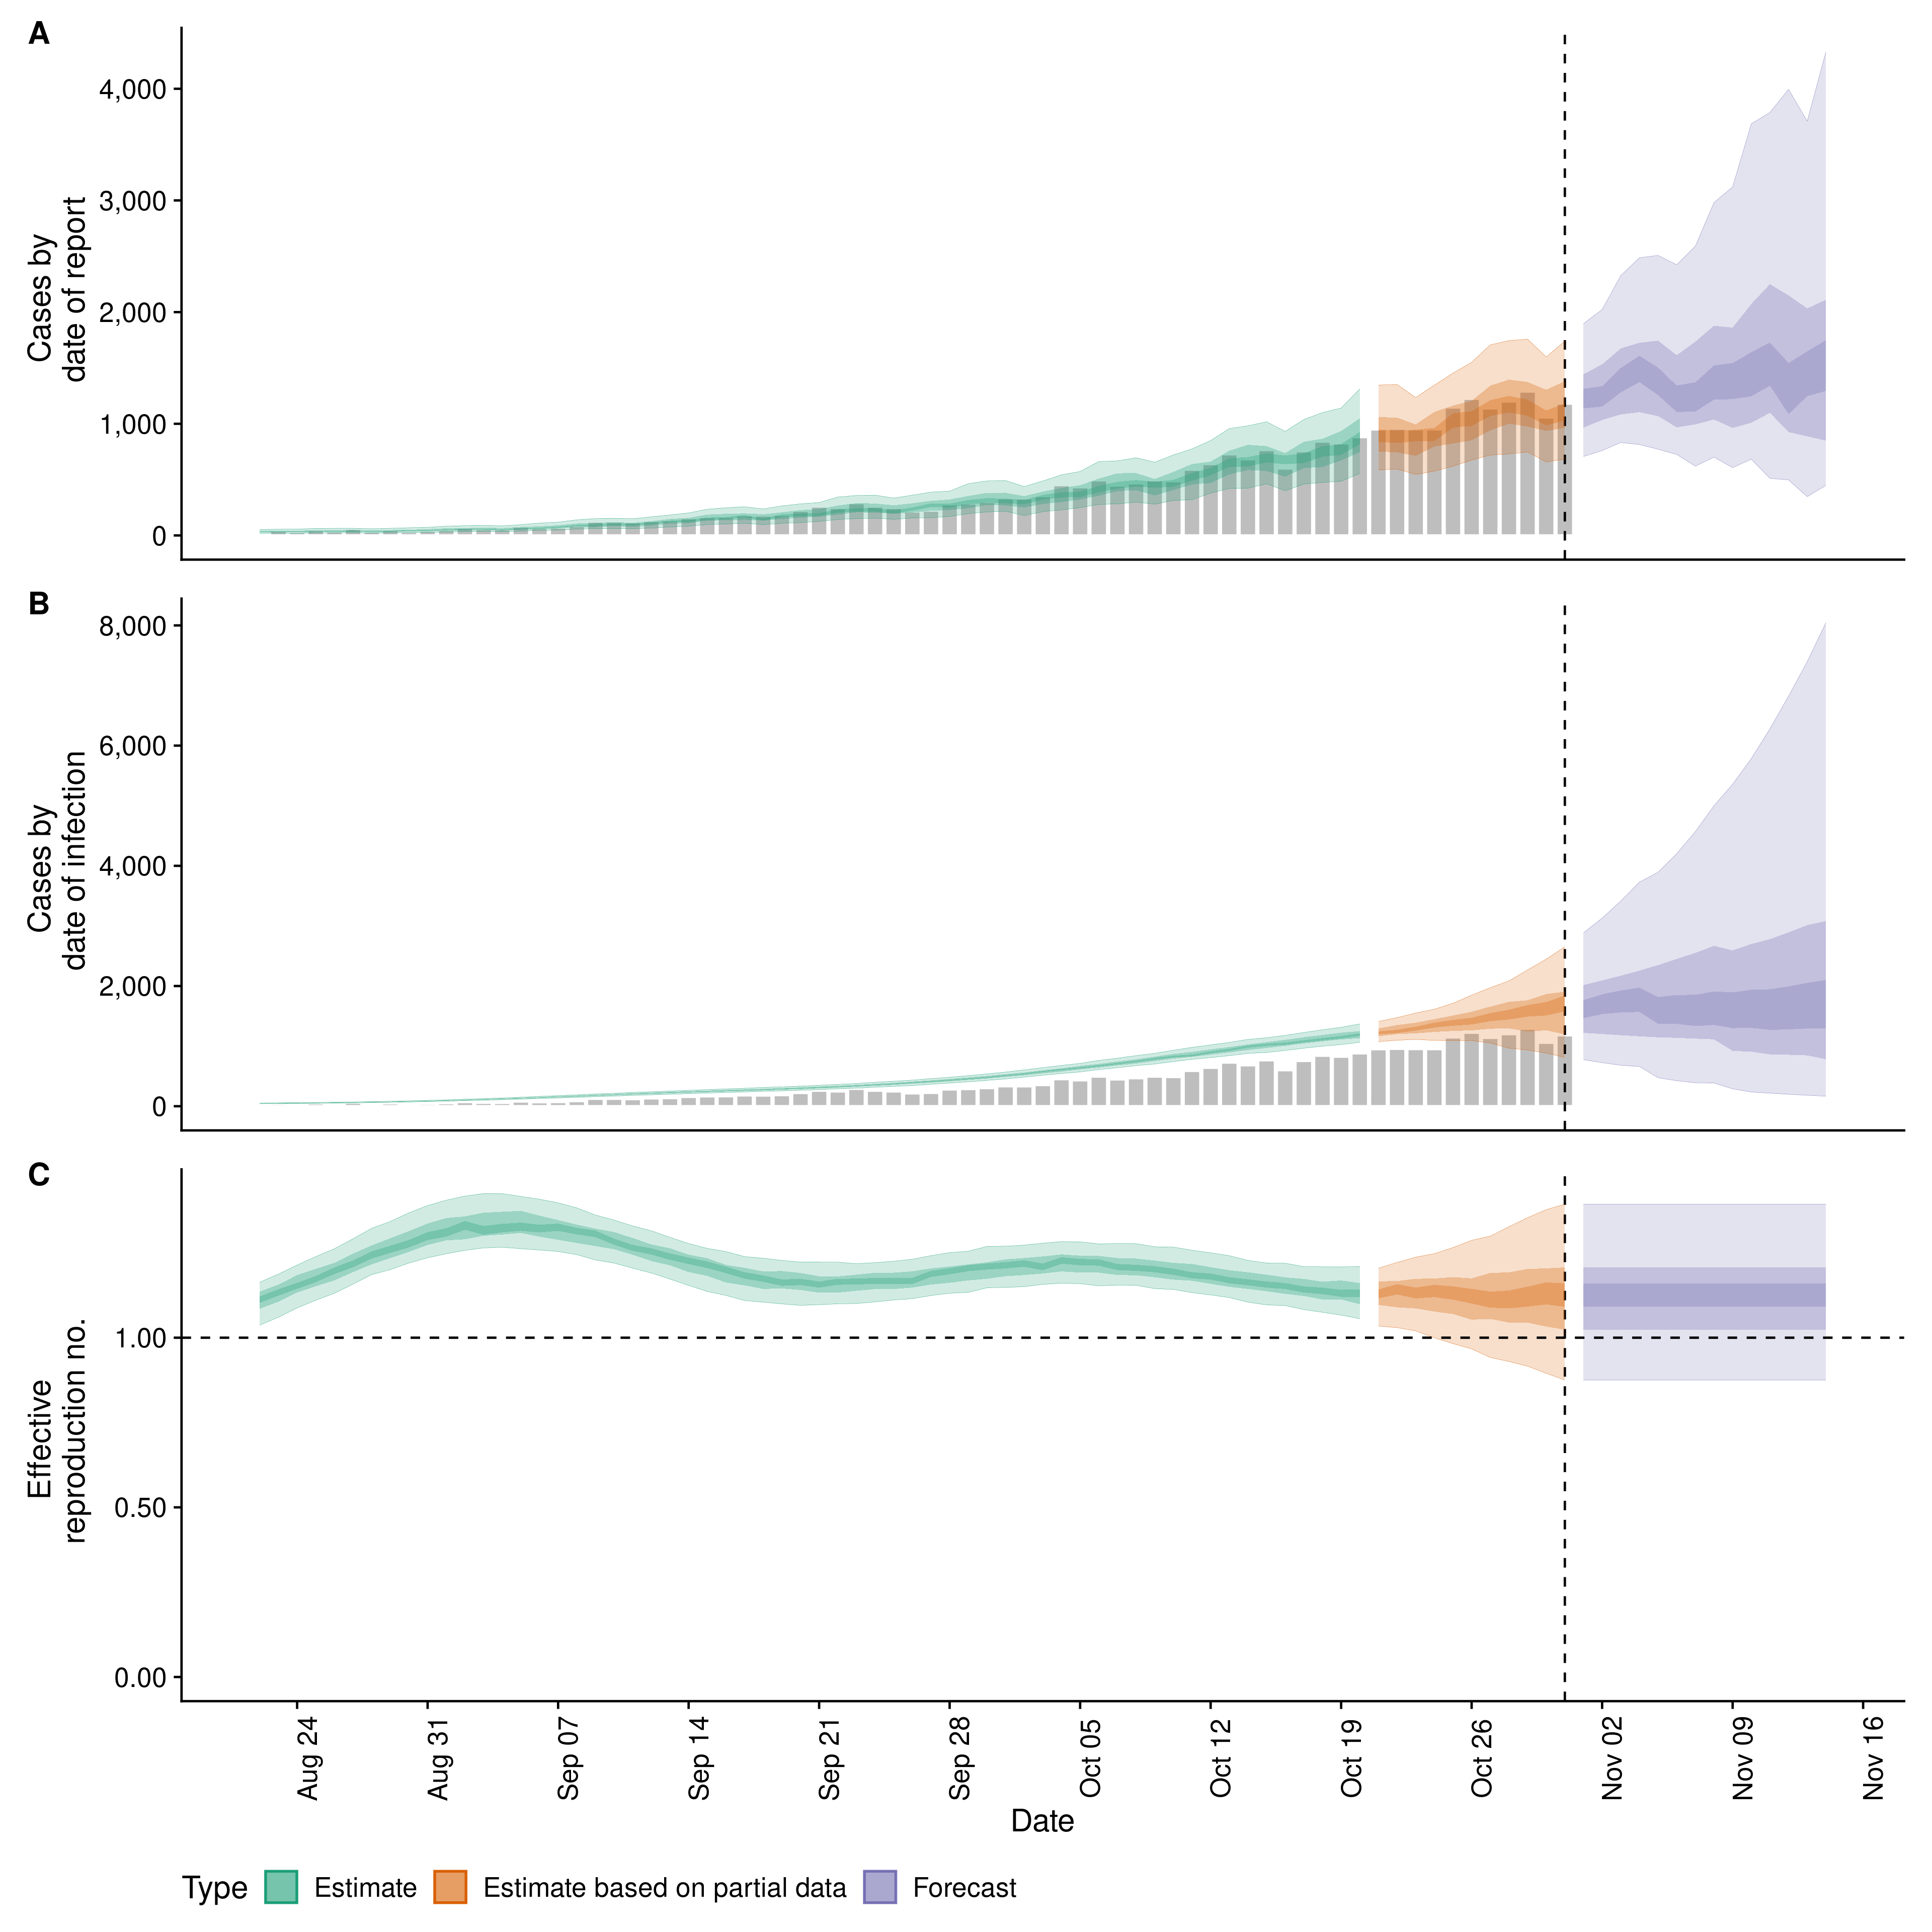 A
Cases by
date of report
4,000
3,000
2,000
1,000
0
B
Cases by
date of infection
8,000
6,000
4,000
2,000
0
C
Effective
reproduction no.
1.00
0.50
0.00
Aug 24
Aug 31
Sep 07
Sep 14
Sep 21
Sep 28
Oct 05
Oct 12
Oct 19
Oct 26
Nov 02
Nov 09
Nov 16
Date
Type Estimate Estimate based on partial data Forecast